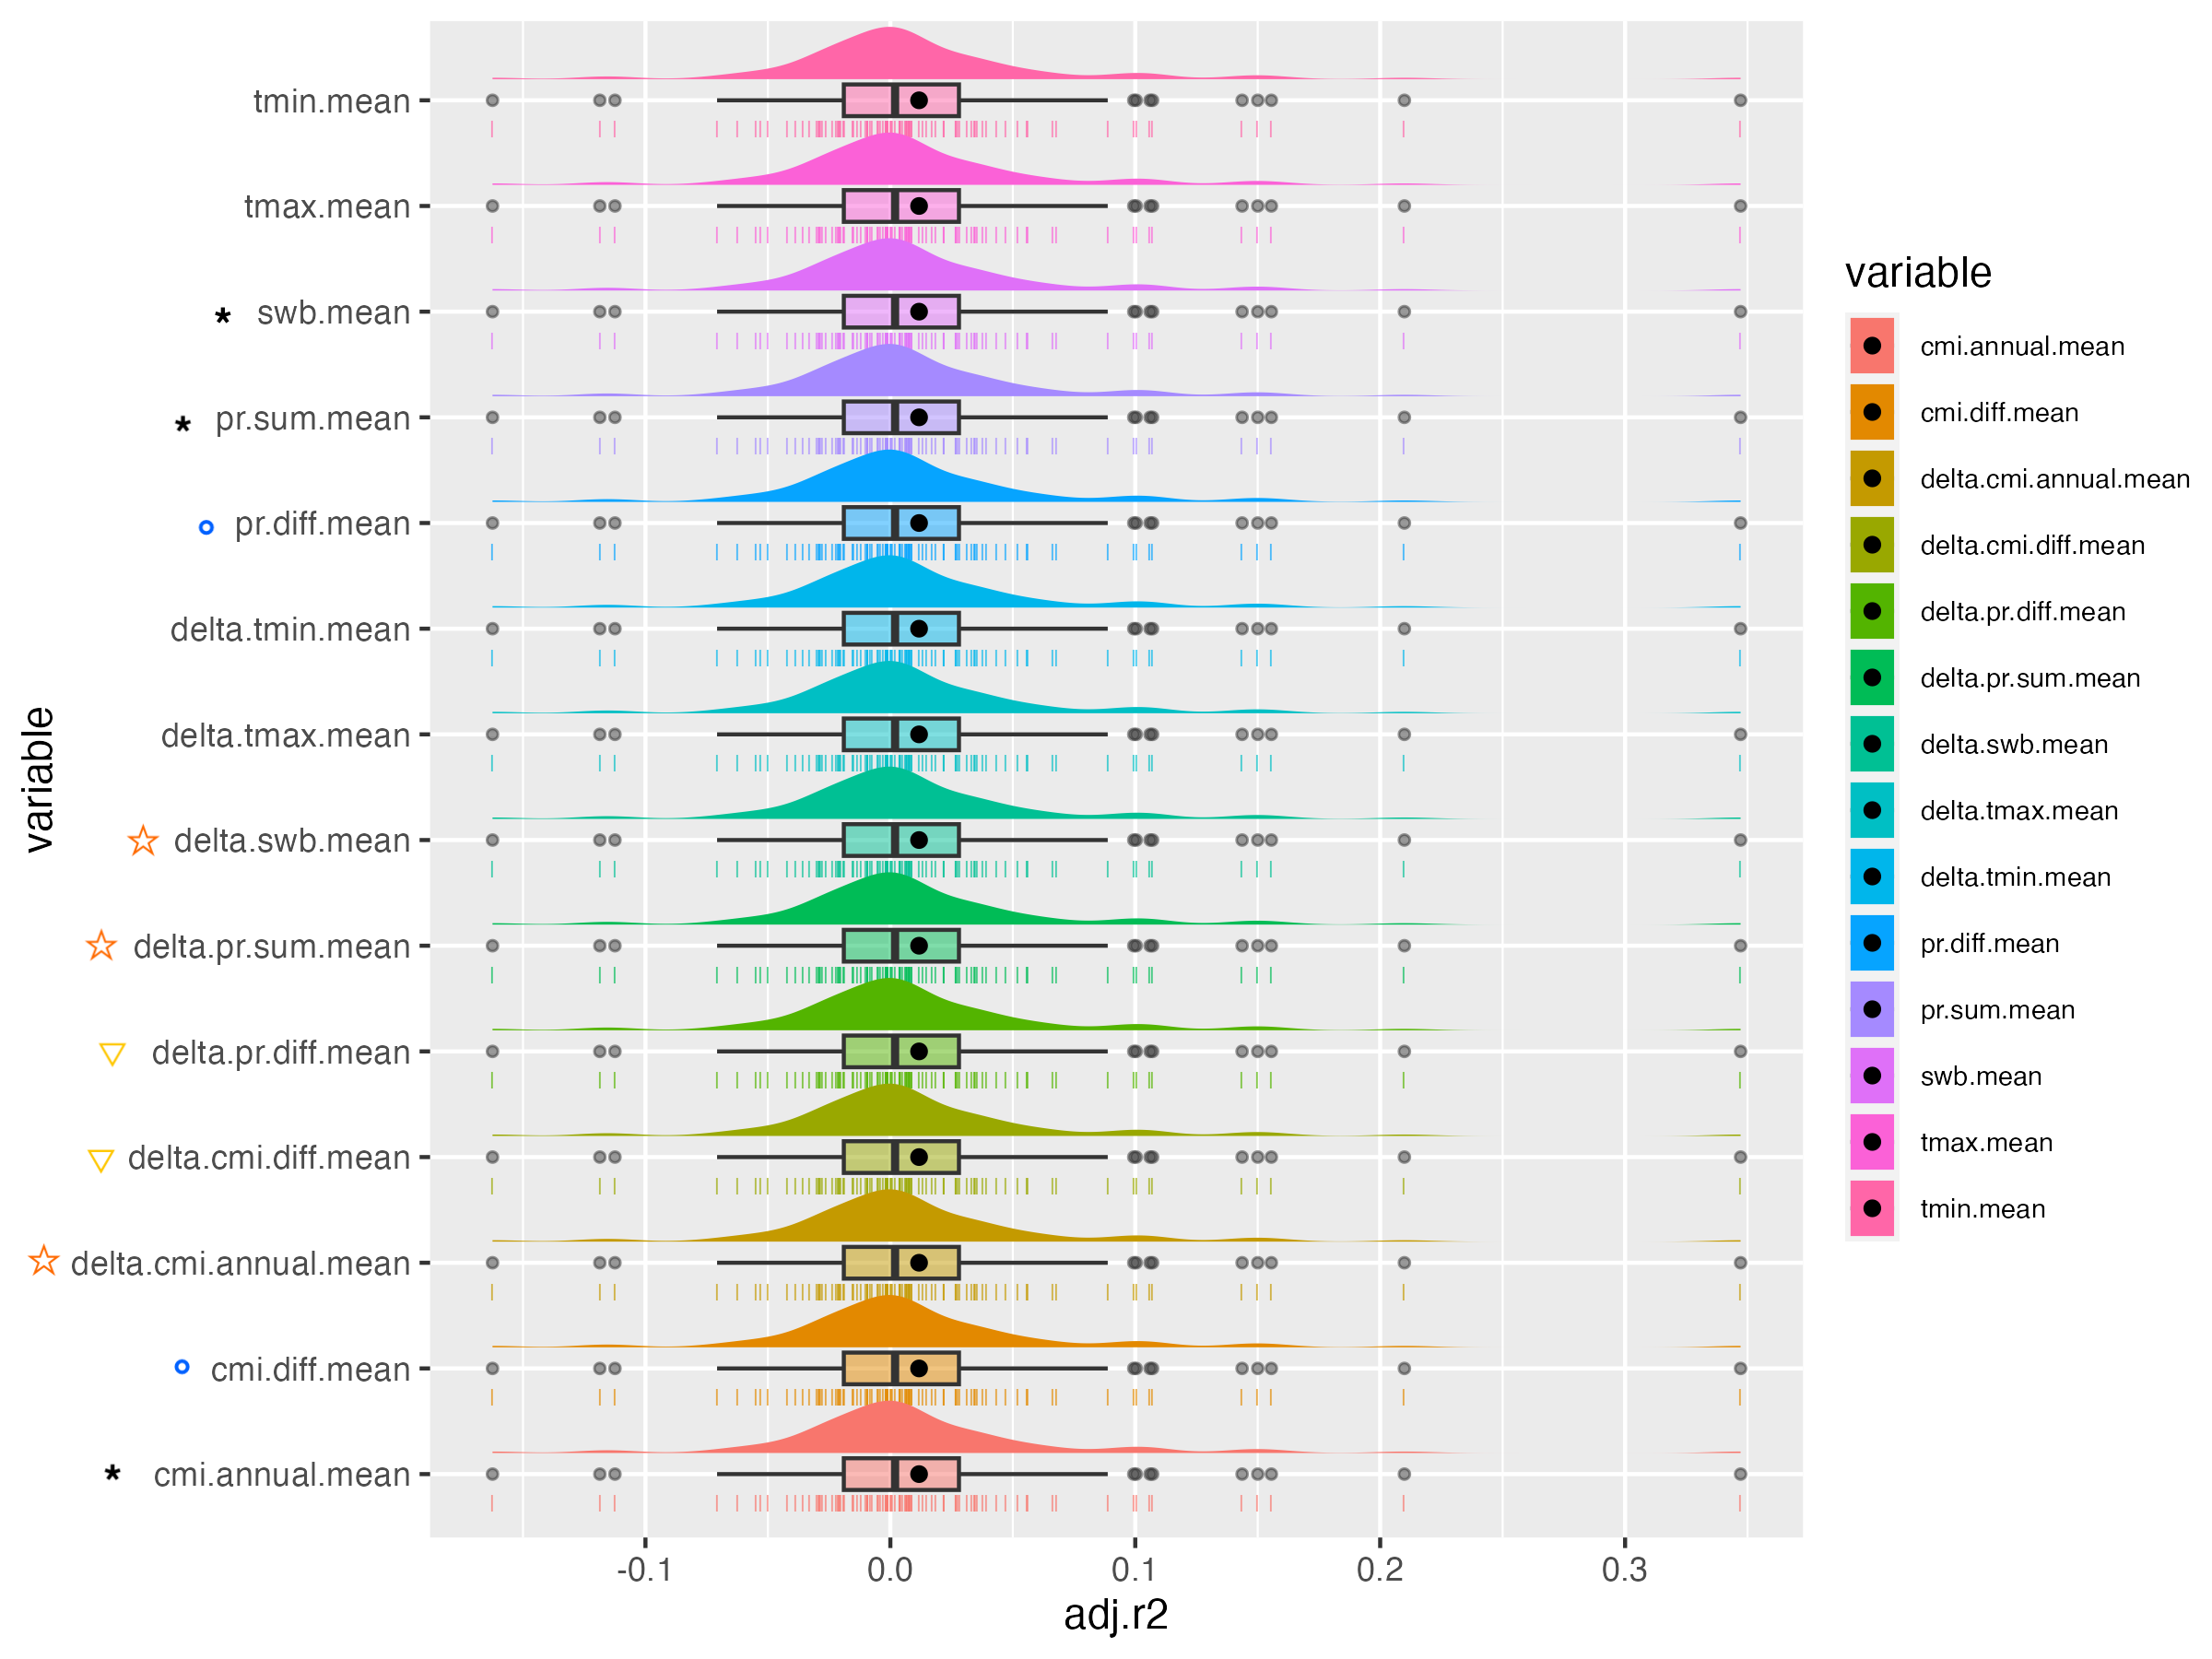 tmin.mean
tmax.mean
* swb.mean
* pr.sum.mean
pr.diff.mean
delta.tmin.mean
delta.tmax.mean
delta.swb.mean
delta.pr.sum.mean
delta.pr.diff.mean
delta.cmi.diff.mean
delta.cmi.annual.mean
cmi.diff.mean
* cmi.annual.mean
variable
-0.1 0.0 0.1 0.2 0.3
adj.r2
variable
cmi.annual.mean
cmi.diff.mean
delta.cmi.annual.mean
delta.cmi.diff.mean
delta.pr.diff.mean
delta.pr.sum.mean
delta.swb.mean
delta.tmax.mean
delta.tmin.mean
pr.diff.mean
pr.sum.mean
swb.mean
tmax.mean
tmin.mean